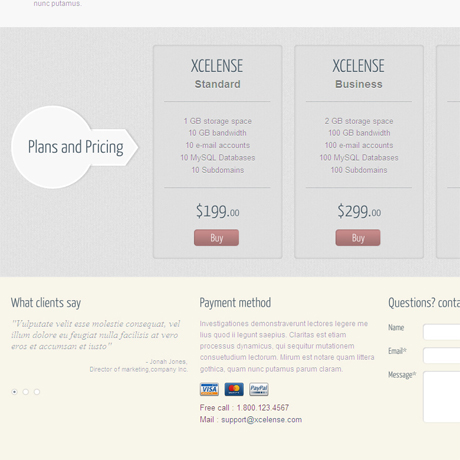 nunc putamus.
Plans and Pricing
XCELENSE
Standard
1 GB storage space
10 GB bandwidth
10 e-mail accounts
10 MySQL Databases
10 Subdomains
$199.00
Buy
XCELENSE
Business
2 GB storage space
100 GB bandwidth
100 e-mail accounts
100 MySQL Databases
100 Subdomains
$299.00
Buy
What clients say
"Vulputate velit esse molestie consequat, vel
illum dolore eu feugiat nulla facilisis at vero
eros et accumsan et iusto"
- Jonah Jones,
Director of marketing,company Inc.
Payment method
Investigationes demonstraverunt lectores legere me
lius quod ii legunt saepius. Claritas est etiam
processus dynamicus, qui sequitur mutationem
consuetudium lectorum. Mirum est notare quam littera
gothica, quam nunc putamus parum claram.
VISA MasterCard PayPal
Free call : 1.800.123.4567
Mail : support@xcelense.com
Questions? conta
Name
Email*
Message*